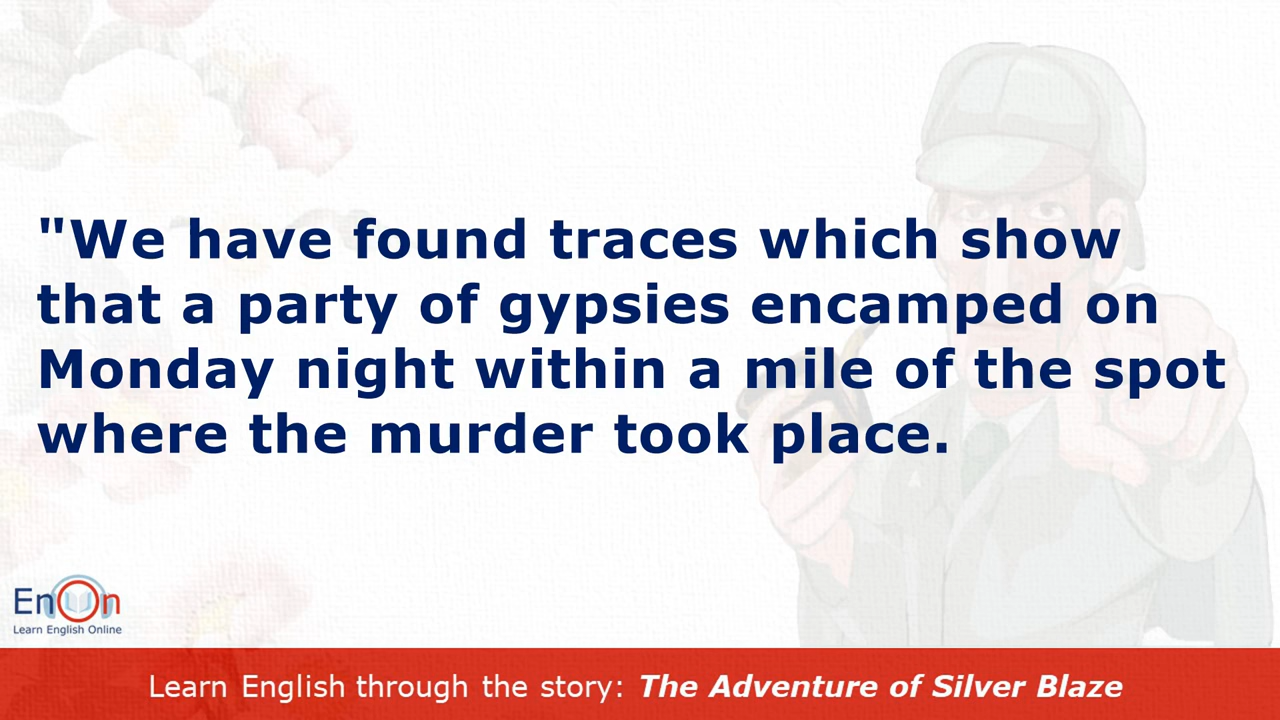 "We have found traces which show
that a party of gypsies encamped on
Monday night within a mile of the spot
where the murder took place.
EnOn
Learn English Online
Learn English through the story: The Adventure of Silver Blaze